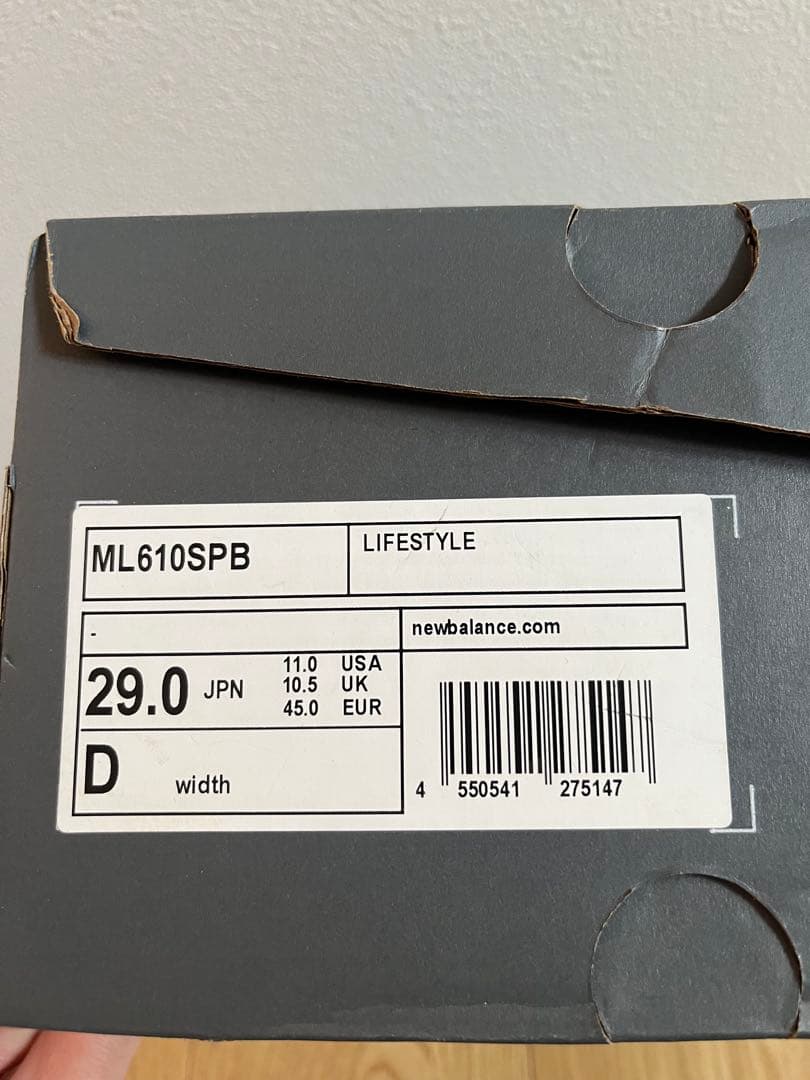 ML610SPB
LIFESTYLE
-
newbalance.com
29.0 JPN
11.0 USA
10.5 UK
45.0 EUR
D width
4 550541 275147